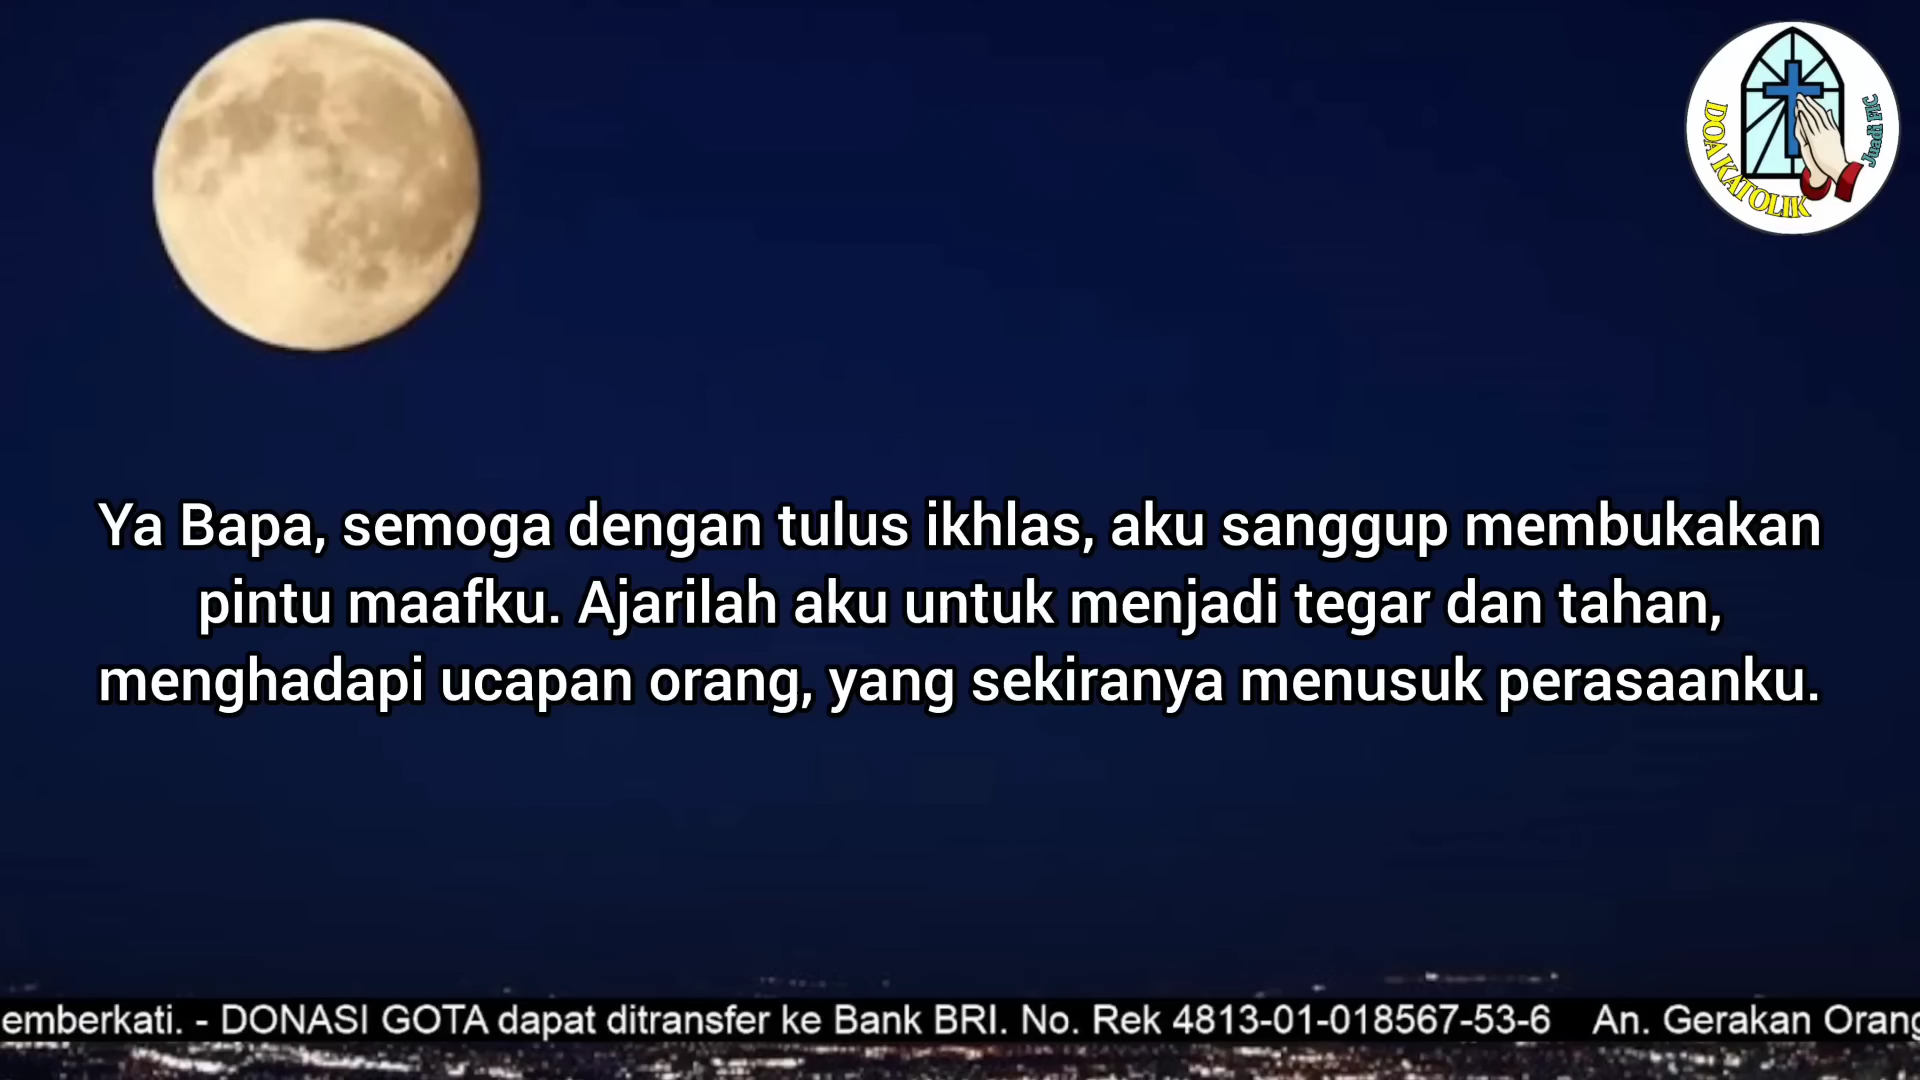 DOA KATOLIK
Juadi FIC
Ya Bapa, semoga dengan tulus ikhlas, aku sanggup membukakan
pintu maafku. Ajarilah aku untuk menjadi tegar dan tahan,
menghadapi ucapan orang, yang sekiranya menusuk perasaanku.
emberkati. - DONASI GOTA dapat ditransfer ke Bank BRI. No. Rek 4813-01-018567-53-6 An. Gerakan Orang